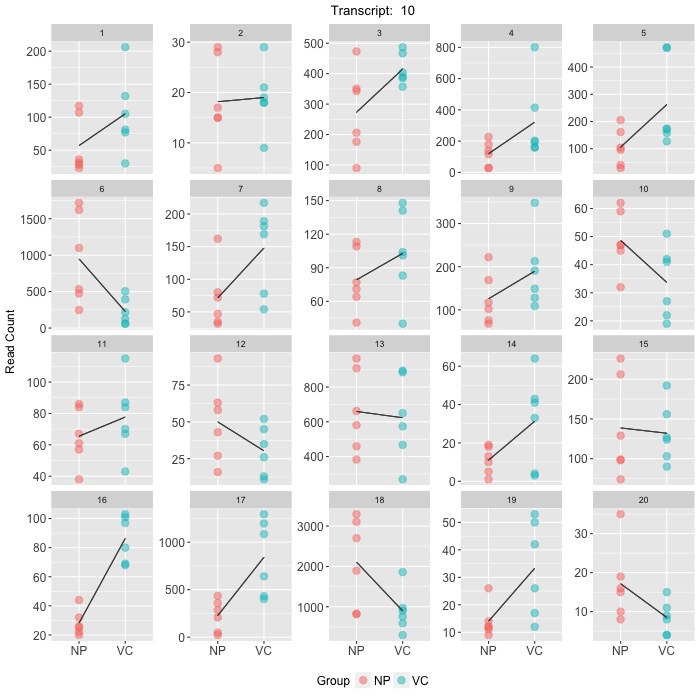 Transcript: 10
1 2 3 4 5
200 150 100 50
30 20 10
500 400 300 200 100
800 600 400 200 0
400 300 200 100
6 7 8 9 10
1500 1000 500 0
200 150 100 50
150 120 90 60
300 200 100
60 50 40 30 20
Read Count
11 12 13 14 15
100 80 60 40
75 50 25
800 600 400
60 40 20 0
200 150 100
16 17 18 19 20
100 80 60 40 20
1000 500 0
3000 2000 1000
50 40 30 20 10
30 20 10
NP VC NP VC NP VC NP VC NP VC
Group NP VC